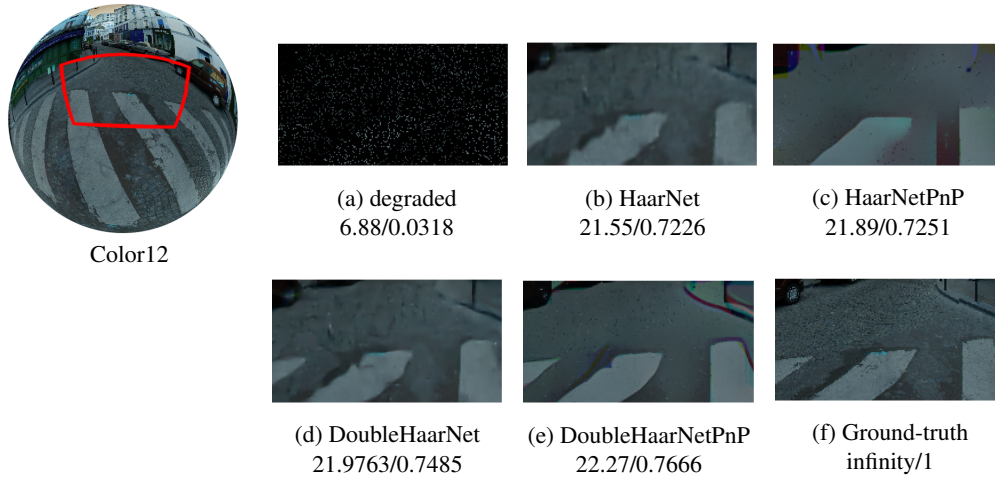 Color12
(a) degraded
6.88/0.0318
(b) HaarNet
21.55/0.7226
(c) HaarNetPnP
21.89/0.7251
(d) DoubleHaarNet
21.9763/0.7485
(e) DoubleHaarNetPnP
22.27/0.7666
(f) Ground-truth
infinity/1